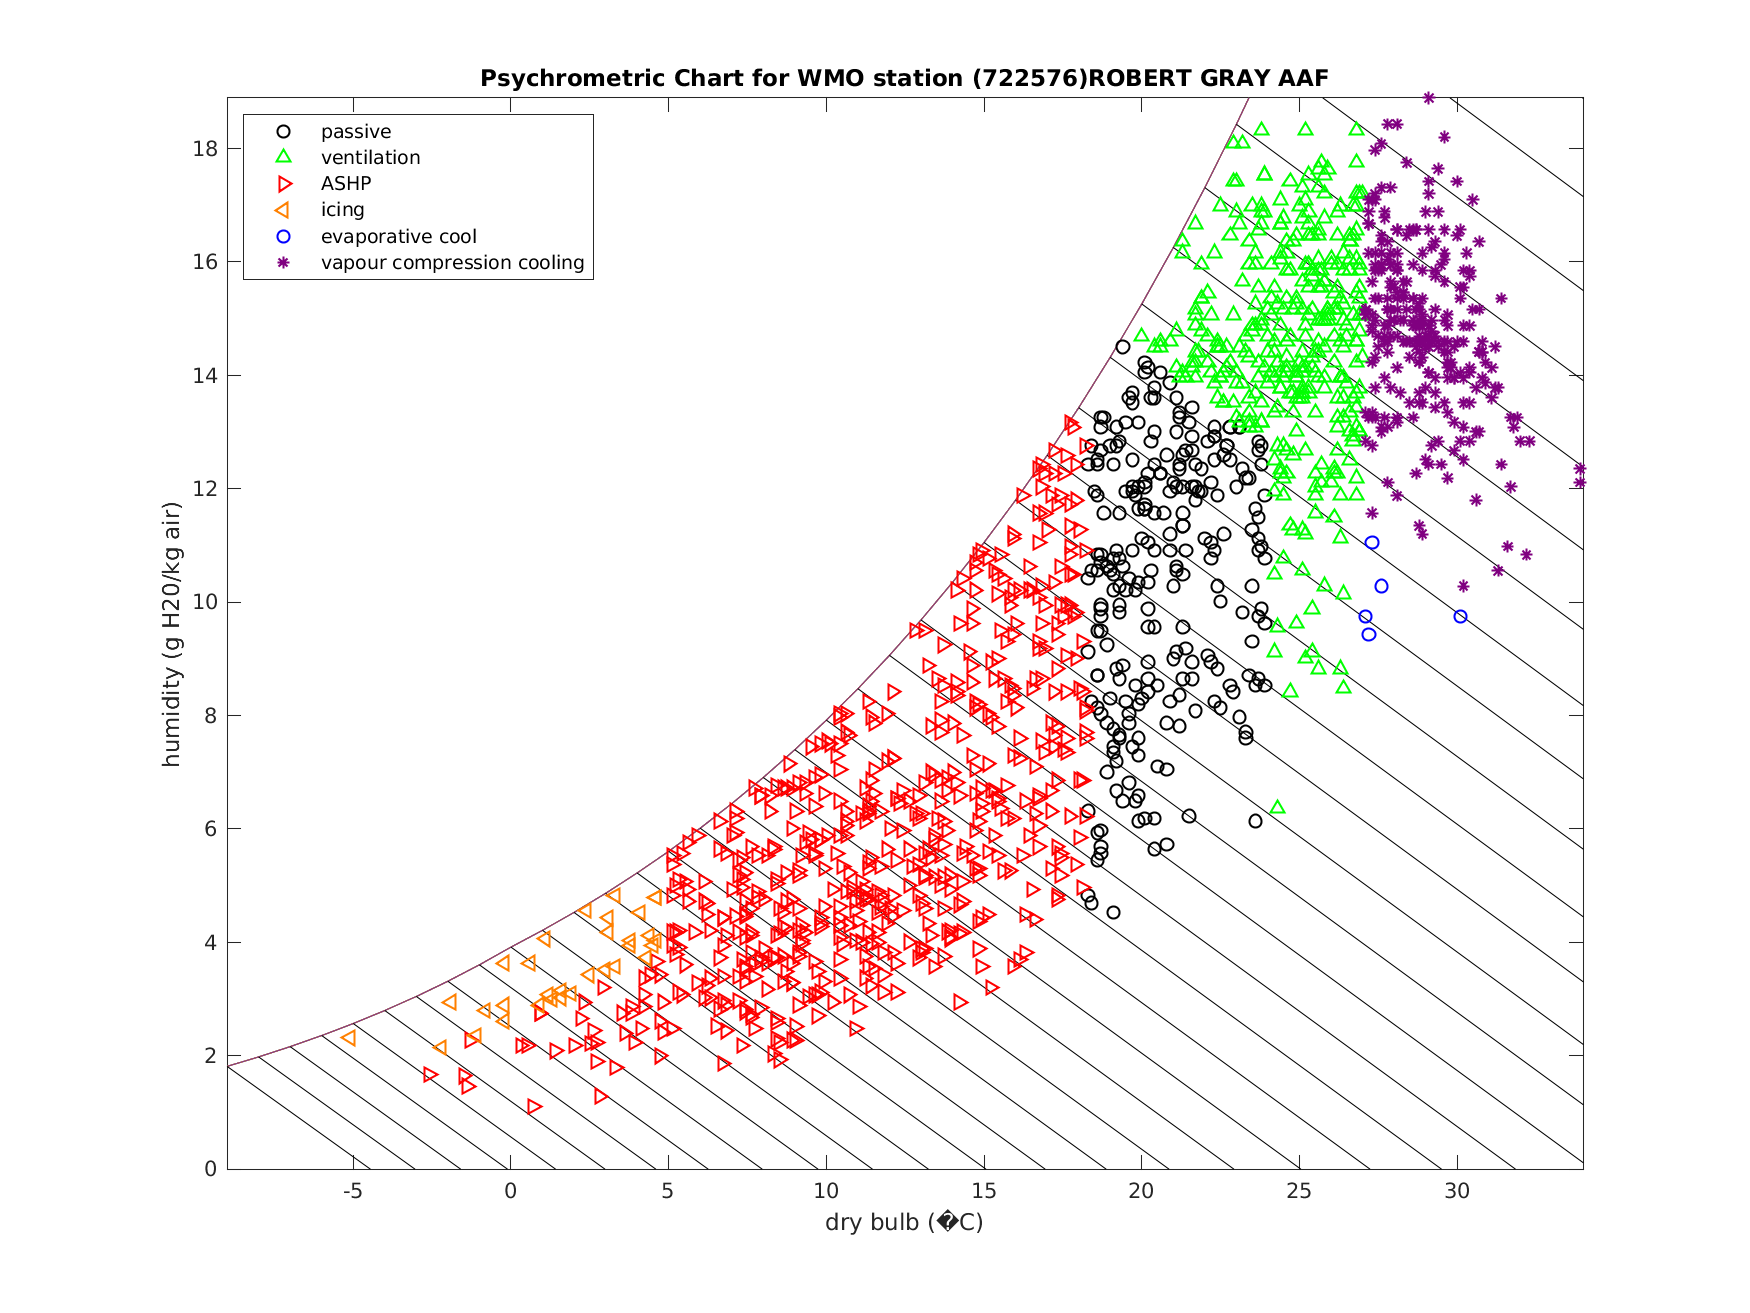 Psychrometric Chart for WMO station (722576)ROBERT GRAY AAF
passive
ventilation
ASHP
icing
evaporative cool
vapour compression cooling
18
16
14
12
10
8
6
4
2
0
humidity (g H20/kg air)
-5 0 5 10 15 20 25 30
dry bulb (�C)